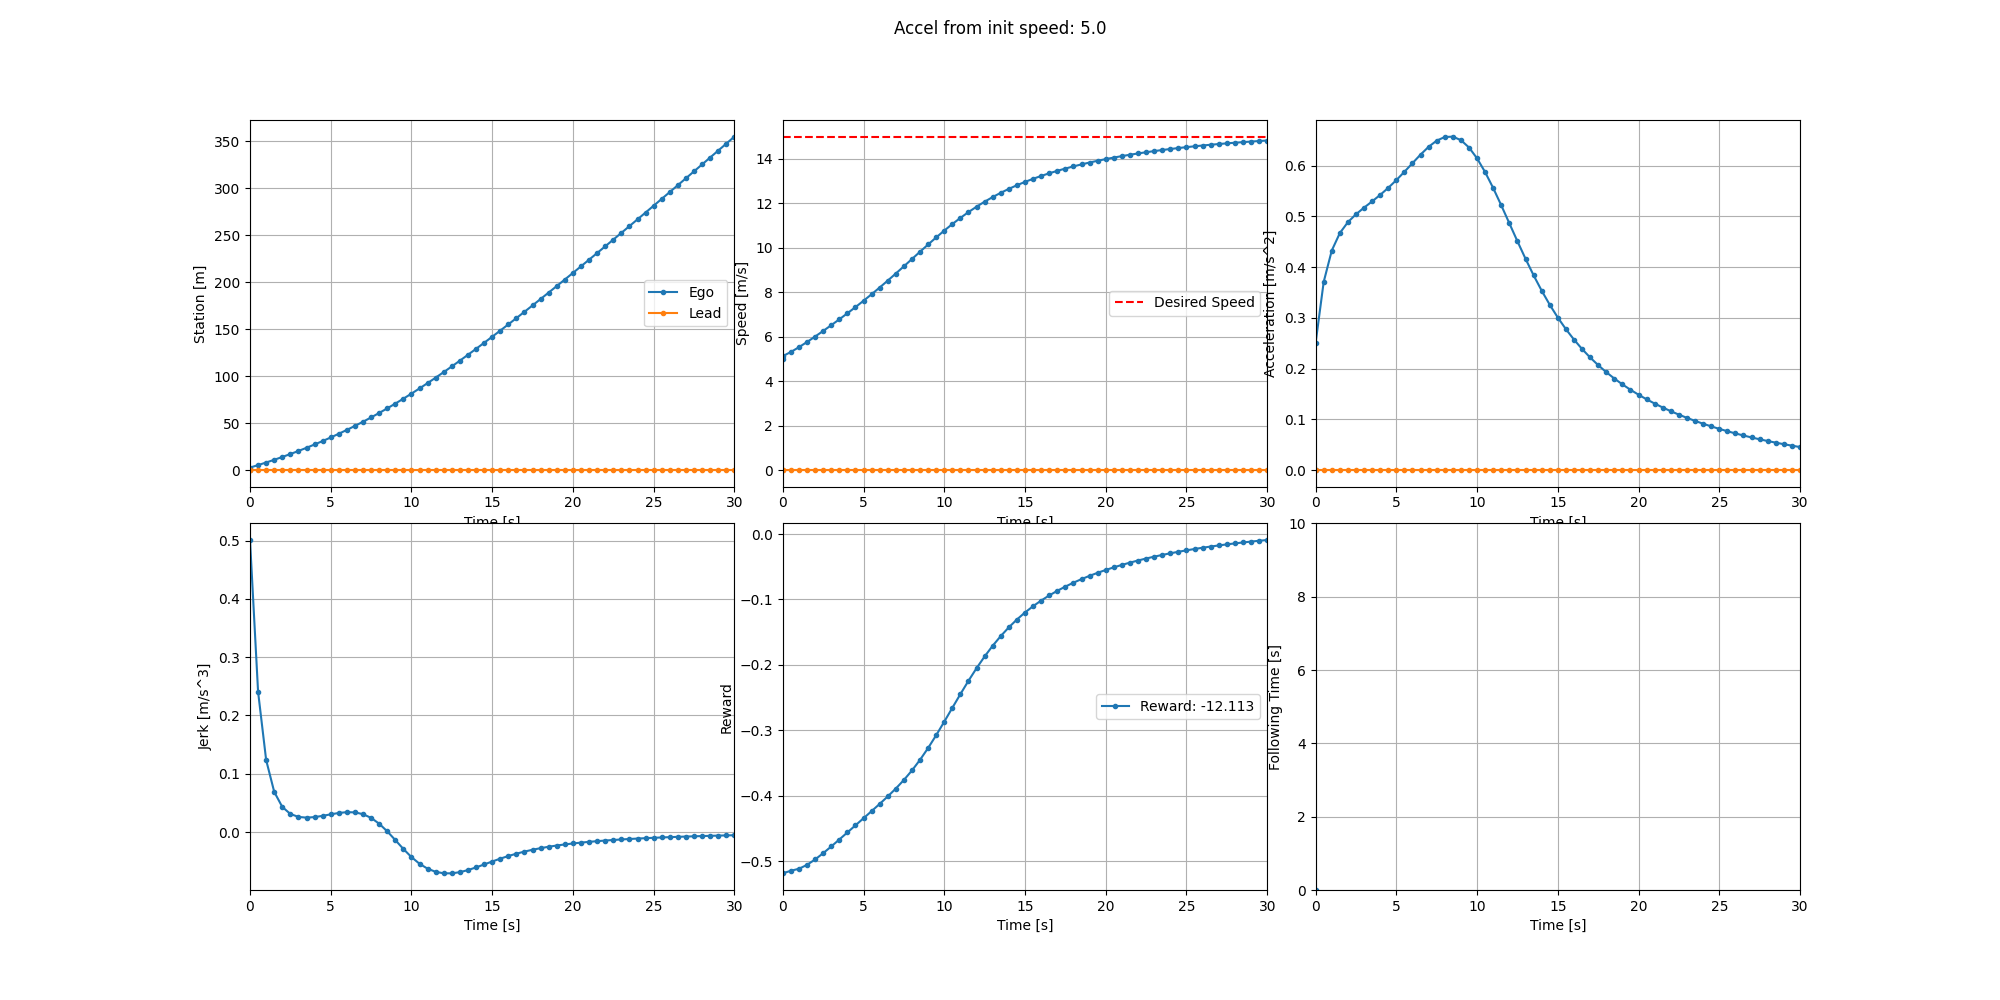 Accel from init speed: 5.0
Station [m]
350
300
250
200
150
100
50
0
Ego
Lead
0 5 10 15 20 25 30
Time [s]
Speed [m/s]
14
12
10
8
6
4
2
0
Desired Speed
0 5 10 15 20 25 30
Time [s]
Acceleration [m/s^2]
0.6
0.5
0.4
0.3
0.2
0.1
0.0
0 5 10 15 20 25 30
Time [s]
Jerk [m/s^3]
0.5
0.4
0.3
0.2
0.1
0.0
0 5 10 15 20 25 30
Time [s]
Reward
0.0
−0.1
−0.2
−0.3
−0.4
−0.5
Reward: -12.113
0 5 10 15 20 25 30
Time [s]
Following Time [s]
10
8
6
4
2
0
0 5 10 15 20 25 30
Time [s]